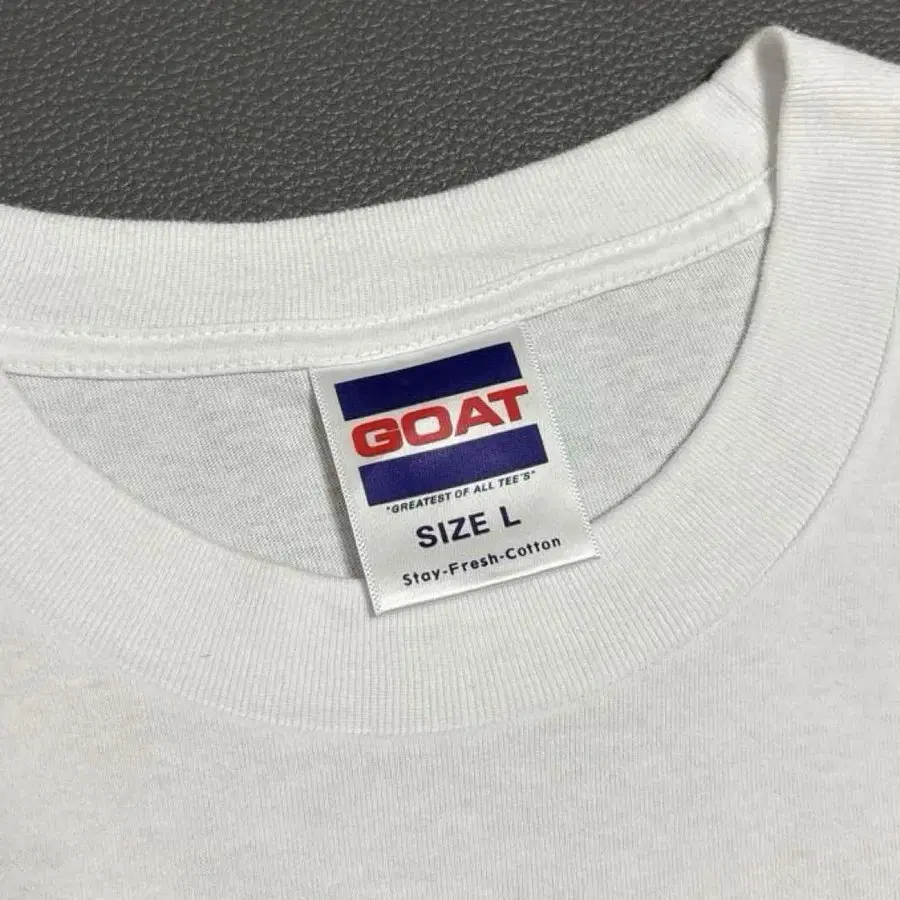 GOAT
"GREATEST OF ALL TEE'S"
SIZE L
Stay-Fresh-Cotton